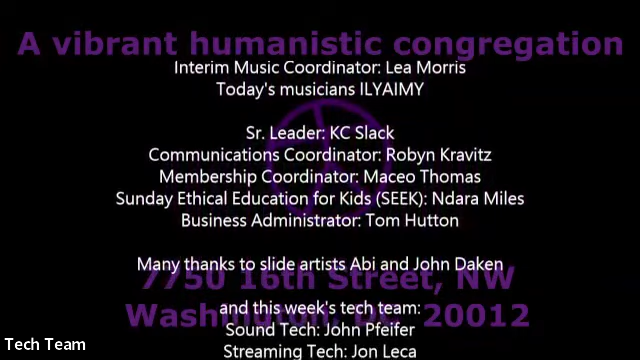 A vibrant humanistic congregation
Interim Music Coordinator: Lea Morris
Today's musicians ILYAIMY
Sr. Leader: KC Slack
Communications Coordinator: Robyn Kravitz
Membership Coordinator: Maceo Thomas
Sunday Ethical Education for Kids (SEEK): Ndara Miles
Business Administrator: Tom Hutton
Many thanks to slide artists Abi and John Daken
7750 16th Street, NW
and this week's tech team:
Washington, DC 20012
Sound Tech: John Pfeifer
Tech Team
Streaming Tech: Jon Leca